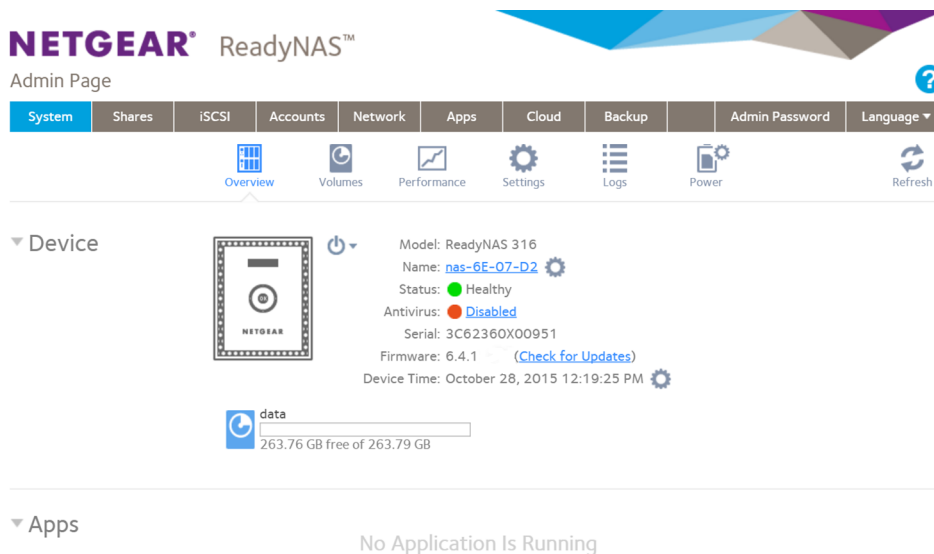 NETGEAR® ReadyNAS™
Admin Page
?
System Shares iSCSI Accounts Network Apps Cloud Backup Admin Password Language
Overview Volumes Performance Settings Logs Power Refresh
Device
Model: ReadyNAS 316
Name: nas-6E-07-D2
Status: Healthy
Antivirus: Disabled
NETGEAR
Serial: 3C62360X00951
Firmware: 6.4.1 (Check for Updates)
Device Time: October 28, 2015 12:19:25 PM
data
263.76 GB free of 263.79 GB
Apps
No Application Is Running